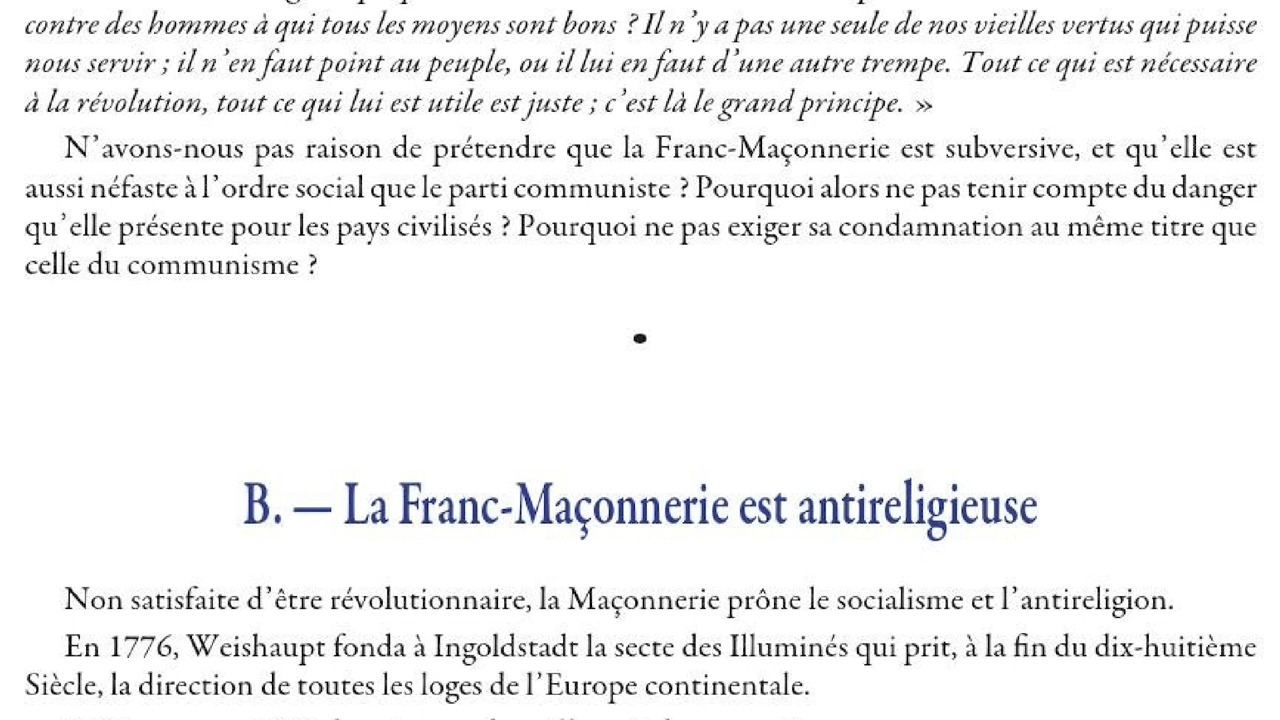 contre des hommes à qui tous les moyens sont bons ? Il n’y a pas une seule de nos vieilles vertus qui puisse
nous servir ; il n’en faut point au peuple, ou il lui en faut d’une autre trempe. Tout ce qui est nécessaire
à la révolution, tout ce qui lui est utile est juste ; c’est là le grand principe. »
N’avons-nous pas raison de prétendre que la Franc-Maçonnerie est subversive, et qu’elle est
aussi néfaste à l’ordre social que le parti communiste ? Pourquoi alors ne pas tenir compte du danger
qu’elle présente pour les pays civilisés ? Pourquoi ne pas exiger sa condamnation au même titre que
celle du communisme ?
•
B. — La Franc-Maçonnerie est antireligieuse
Non satisfaite d’être révolutionnaire, la Maçonnerie prône le socialisme et l’antireligion.
En 1776, Weishaupt fonda à Ingoldstadt la secte des Illuminés qui prit, à la fin du dix-huitième
Siècle, la direction de toutes les loges de l’Europe continentale.